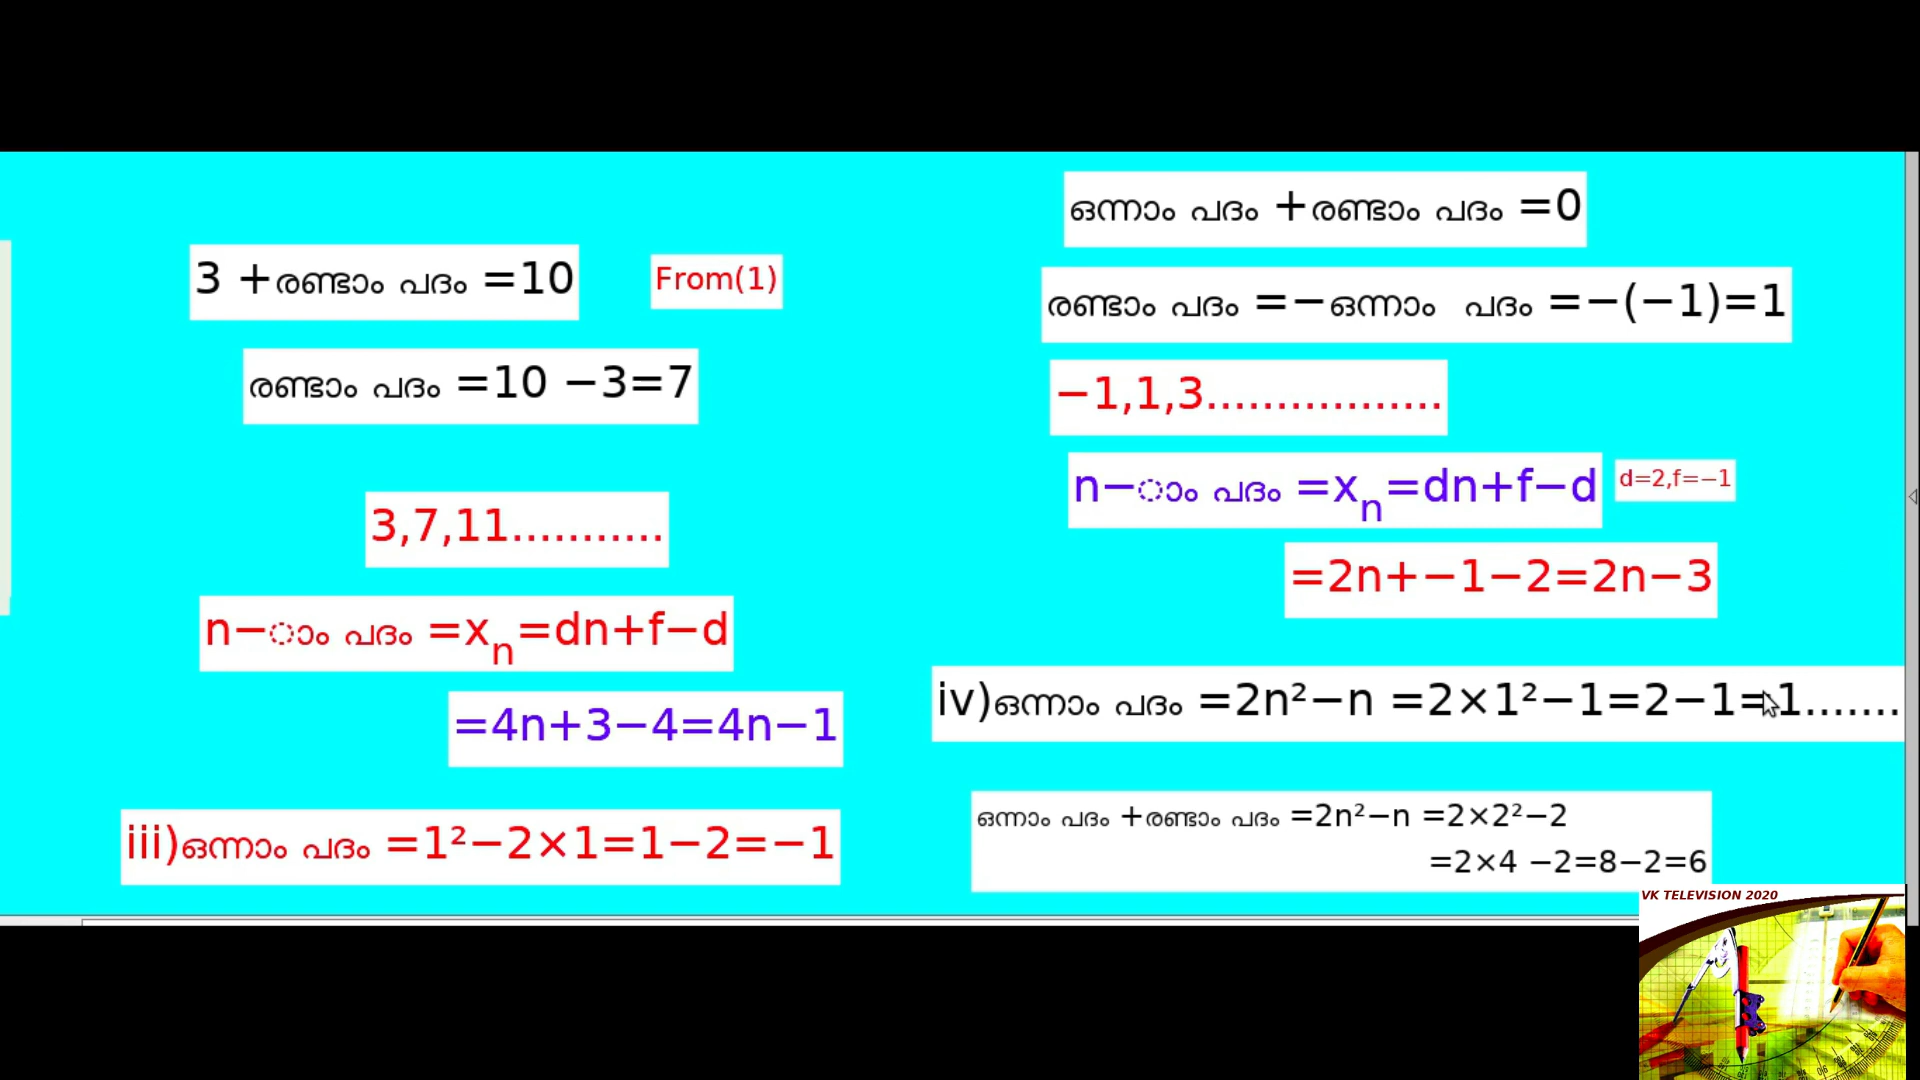 3 +രണ്ടാം പദം =10
From(1)
രണ്ടാം പദം =10 −3=7
3,7,11...........
n−ാം പദം =xₙ=dn+f−d
=4n+3−4=4n−1
iii)ഒന്നാം പദം =1²−2×1=1−2=−1
ഒന്നാം പദം +രണ്ടാം പദം =0
രണ്ടാം പദം =−ഒന്നാം പദം =−(−1)=1
−1,1,3.................
n−ാം പദം =xₙ=dn+f−d
d=2,f=−1
=2n+−1−2=2n−3
iv)ഒന്നാം പദം =2n²−n =2×1²−1=2−1=1.......
ഒന്നാം പദം +രണ്ടാം പദം =2n²−n =2×2²−2
=2×4 −2=8−2=6
VK TELEVISION 2020